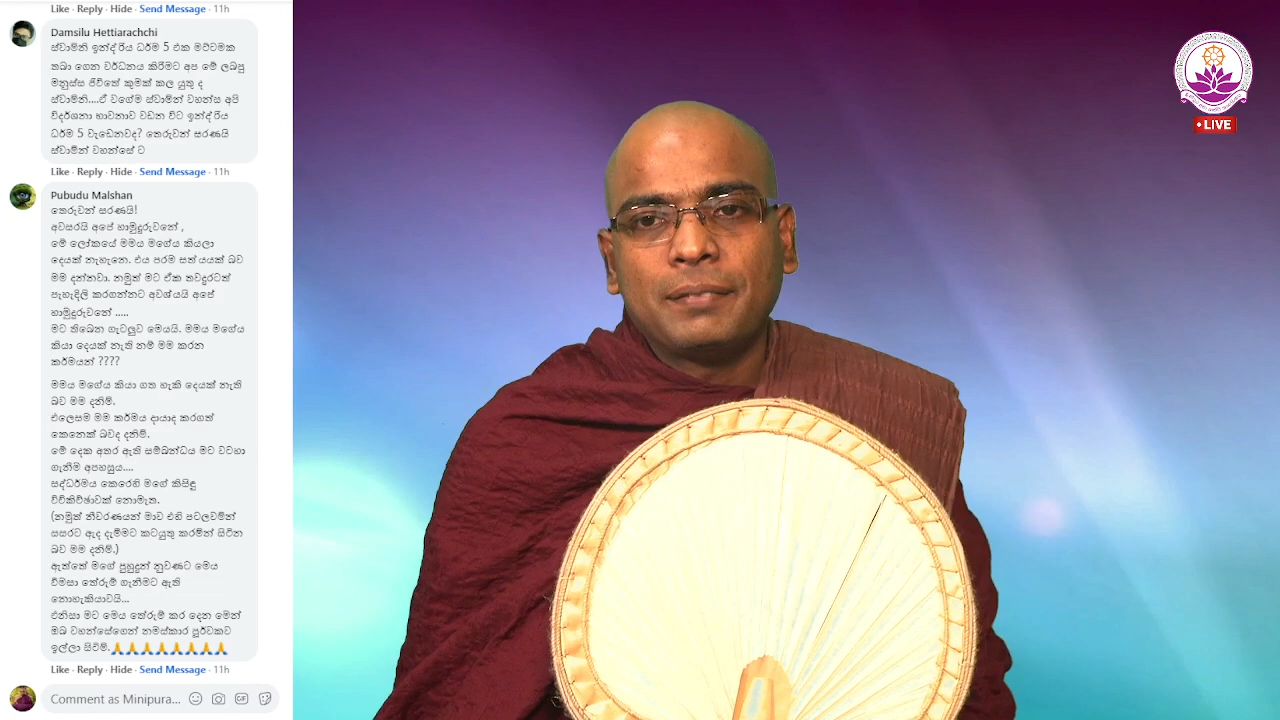 Like · Reply · Hide · Send Message · 11h
Damsilu Hettiarachchi
ස්වාමිනි ඉන්ද්‍රිය ධර්ම 5 එක මට්ටමක
තබා ගෙන වර්ධනය කිරීමට අප මේ ලබපු
මනුස්ස ජීවිතේ කුමක් කල යුතු ද
ස්වාමිනි....ඒ වගේම ස්වාමින් වහන්ස අපි
විදර්ශනා භාවනාව වඩන විට ඉන්ද්‍රිය
ධර්ම 5 වැඩෙනවද? තෙරුවන් සරණයි
ස්වාමින් වහන්සේ ට
Like · Reply · Hide · Send Message · 11h
Pubudu Malshan
තෙරුවන් සරණයි!
අවසරයි අපේ හාමුදුරුවනේ ,
මේ ලෝකයේ මමය මගේය කියලා
දෙයක් නැහැනෙ. එය පරම සත්‍යයක් බව
මම දන්නවා. නමුත් මට ඒක තවදුරටත්
පැහැදිලි කරගන්නට අවශ්‍යයි අපේ
හාමුදුරුවනේ .....
මට තිබෙන ගැටලුව මෙයයි. මමය මගේය
කියා දෙයක් නැති නම් මම කරන
කර්මයන් ????
මමය මගේය කියා ගත හැකි දෙයක් නැති
බව මම දනිමි.
එලෙසම මම කර්මය දායාද කරගත්
කෙනෙක් බවද දනිමි.
මේ දෙක අතර ඇති සම්බන්ධය මට වටහා
ගැනීම අපහසුය....
සද්ධර්මය කෙරෙහි මගේ කිසිඳු
විචිකිච්ඡාවක් නොමැත.
(නමුත් නීවරණයන් මාව එහි පටලවමින්
සසරට ඇද දැම්මට කටයුතු කරමින් සිටින
බව මම දනිමි.)
ඇත්තේ මගේ පුහුදුන් නුවණට මෙය
විමසා තේරුම් ගැනීමට ඇති
නොහැකියාවයි...
එනිසා මට මෙය තේරුම් කර දෙන මෙන්
ඔබ වහන්සේගෙන් නමස්කාර පූර්වකව
ඉල්ලා සිටිමි.🙏🙏🙏🙏🙏🙏🙏🙏
Like · Reply · Hide · Send Message · 11h
Comment as Minipura...
GIF
LIVE